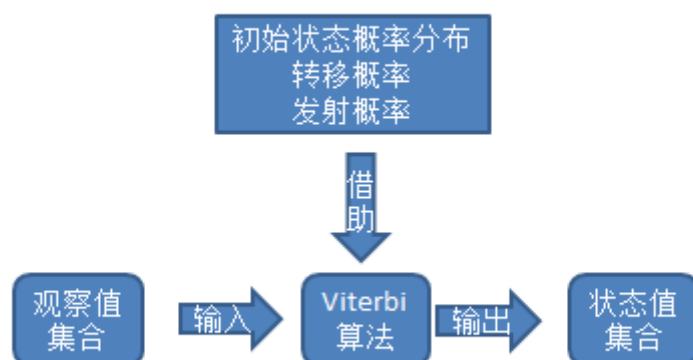 初始状态概率分布
转移概率
发射概率
借
助
观察值
集合
输入
Viterbi
算法
输出
状态值
集合